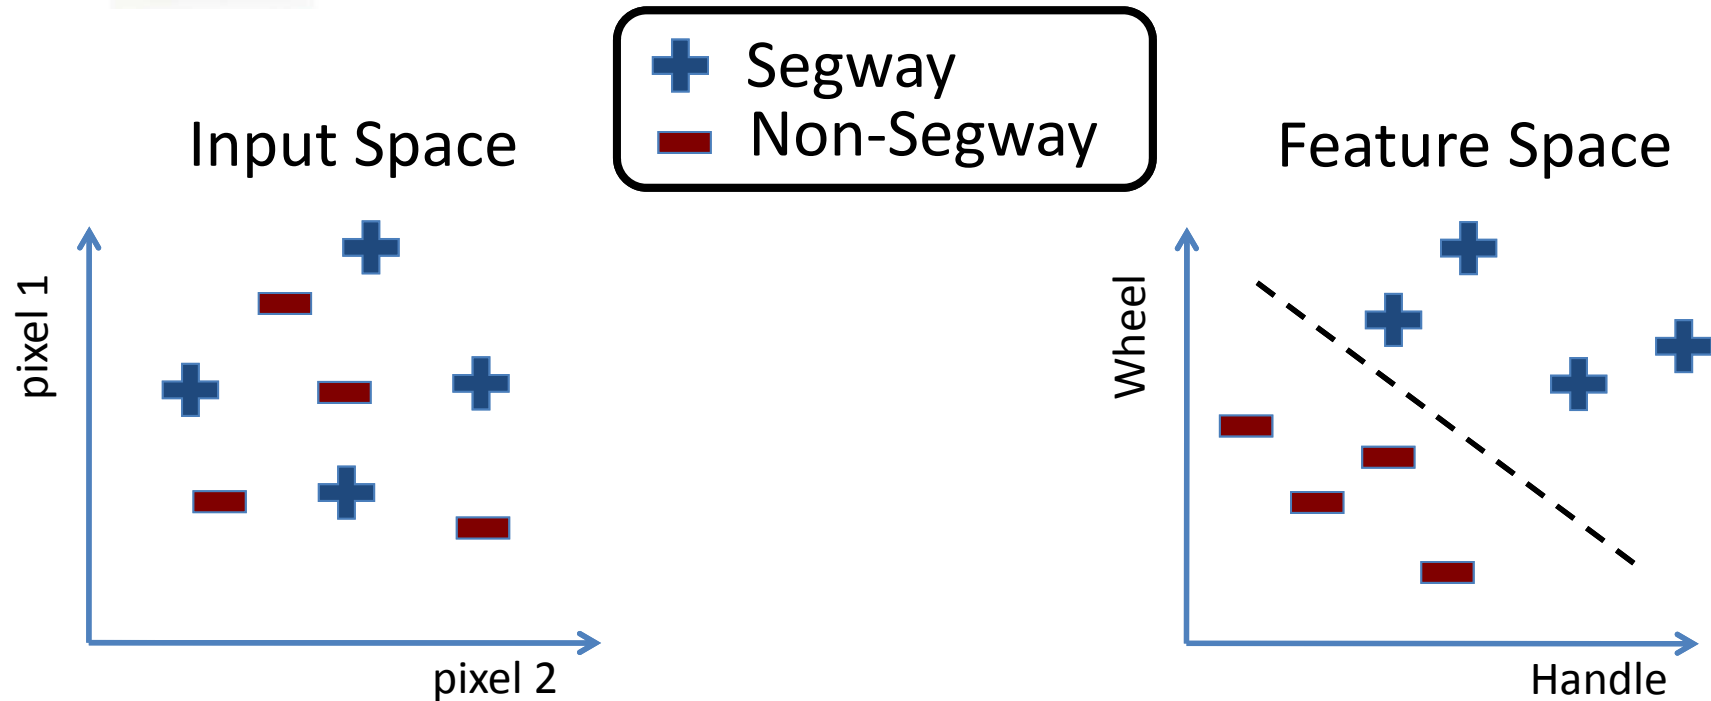 Segway
Non-Segway
Input Space
pixel 1
pixel 2
Feature Space
Wheel
Handle